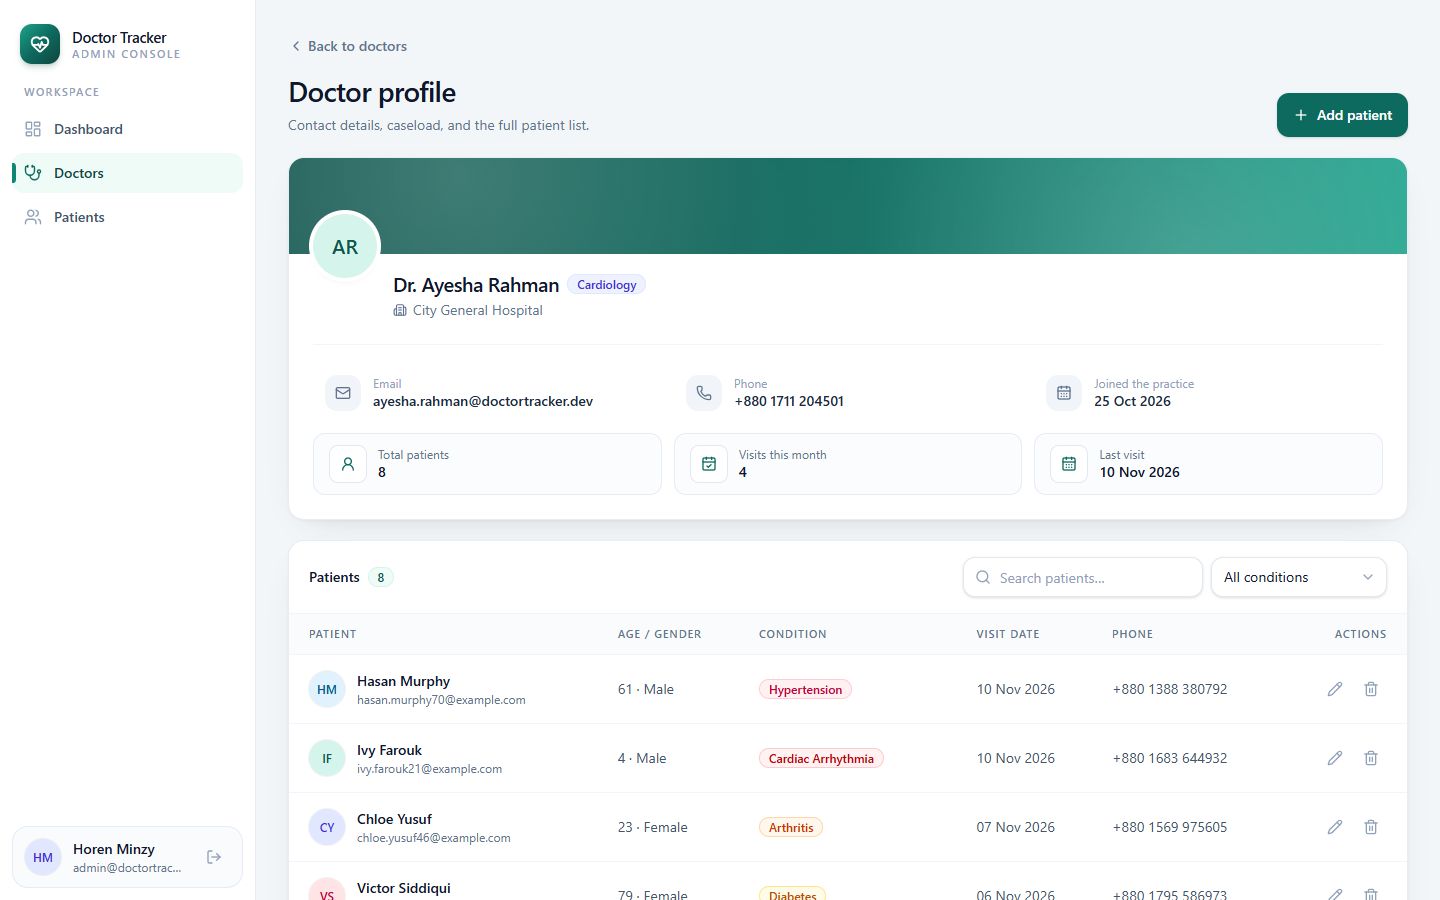 Doctor Tracker
ADMIN CONSOLE
WORKSPACE
Dashboard
Doctors
Patients
HM
Horen Minzy
admin@doctortrac...
Back to doctors
Doctor profile
Contact details, caseload, and the full patient list.
Add patient
AR
Dr. Ayesha Rahman Cardiology
City General Hospital
Email
ayesha.rahman@doctortracker.dev
Phone
+880 1711 204501
Joined the practice
25 Oct 2026
Total patients
8
Visits this month
4
Last visit
10 Nov 2026
Patients 8
Search patients...
All conditions
PATIENT AGE / GENDER CONDITION VISIT DATE PHONE ACTIONS
HM Hasan Murphy
hasan.murphy70@example.com
61 · Male Hypertension 10 Nov 2026 +880 1388 380792
IF Ivy Farouk
ivy.farouk21@example.com
4 · Male Cardiac Arrhythmia 10 Nov 2026 +880 1683 644932
CY Chloe Yusuf
chloe.yusuf46@example.com
23 · Female Arthritis 07 Nov 2026 +880 1569 975605
VS Victor Siddiqui
79 · Female Diabetes 06 Nov 2026 +880 1795 586973